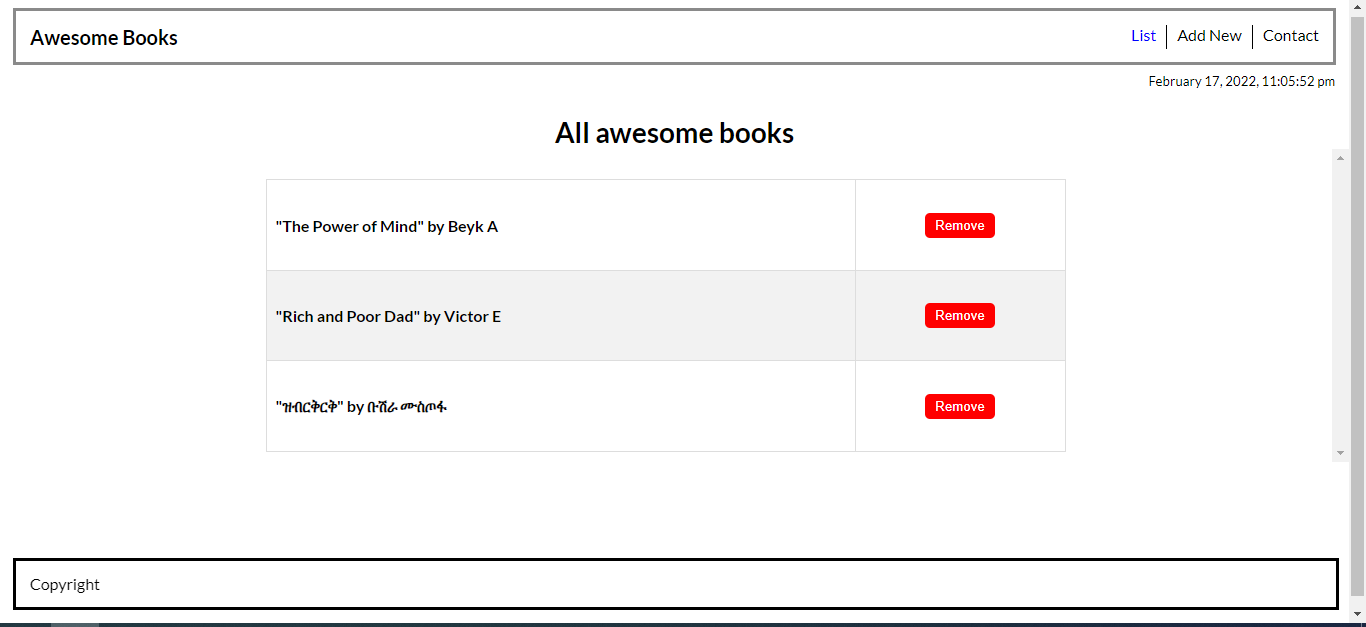 Awesome Books
List
Add New
Contact
February 17, 2022, 11:05:52 pm
All awesome books
"The Power of Mind" by Beyk A
Remove
"Rich and Poor Dad" by Victor E
Remove
"ዝብርቅርቅ" by ቡሽራ ሙስጦፋ
Remove
Copyright